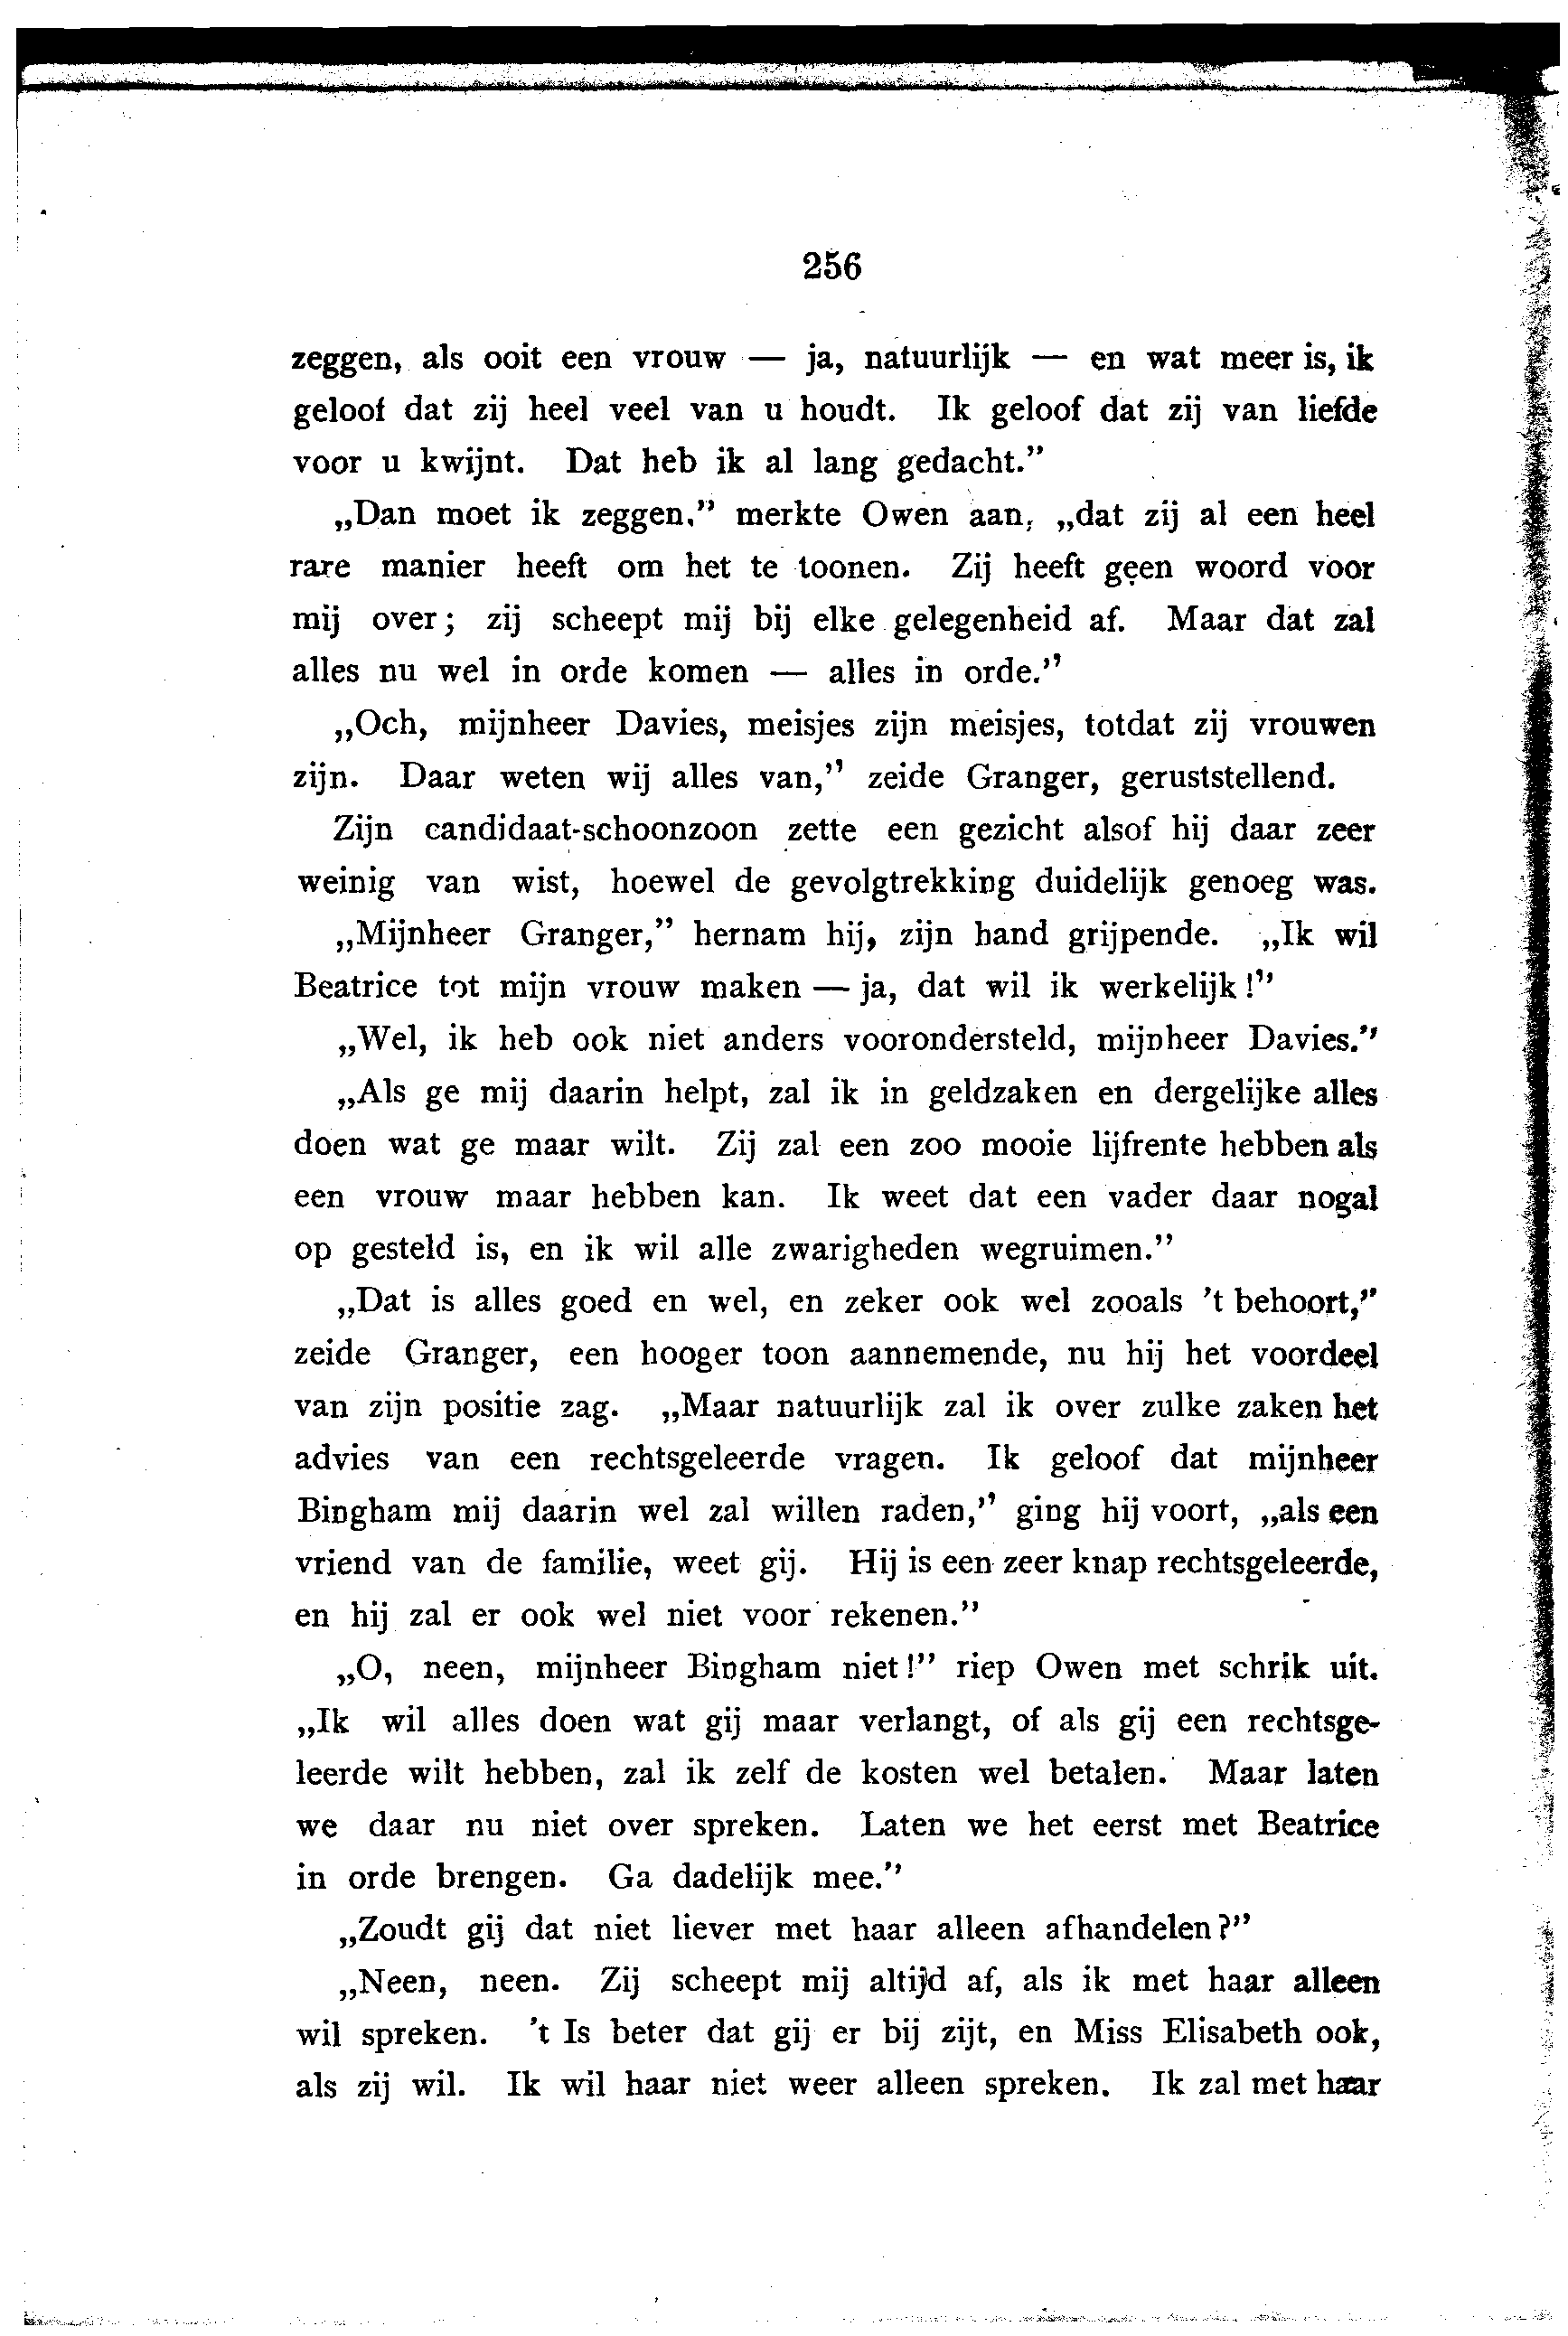 256
zeggen, als ooit een vrouw — ja, natuurlijk — en wat meer is, ik
geloof dat zij heel veel van u houdt. Ik geloof dat zij van liefde
voor u kwijnt. Dat heb ik al lang gedacht.”
„Dan moet ik zeggen,” merkte Owen aan, „dat zij al een heel
rare manier heeft om het te toonen. Zij heeft geen woord voor
mij over; zij scheept mij bij elke gelegenheid af. Maar dat zal
alles nu wel in orde komen — alles in orde.”
„Och, mijnheer Davies, meisjes zijn meisjes, totdat zij vrouwen
zijn. Daar weten wij alles van,” zeide Granger, geruststellend.
Zijn candidaat-schoonzoon zette een gezicht alsof hij daar zeer
weinig van wist, hoewel de gevolgtrekking duidelijk genoeg was.
„Mijnheer Granger,” hernam hij, zijn hand grijpende. „Ik wil
Beatrice tot mijn vrouw maken — ja, dat wil ik werkelijk!”
„Wel, ik heb ook niet anders voorondersteld, mijnheer Davies.”
„Als ge mij daarin helpt, zal ik in geldzaken en dergelijke alles
doen wat ge maar wilt. Zij zal een zoo mooie lijfrente hebben als
een vrouw maar hebben kan. Ik weet dat een vader daar nogal
op gesteld is, en ik wil alle zwarigheden wegruimen.”
„Dat is alles goed en wel, en zeker ook wel zooals 't behoort,”
zeide Granger, een hooger toon aannemende, nu hij het voordeel
van zijn positie zag. „Maar natuurlijk zal ik over zulke zaken het
advies van een rechtsgeleerde vragen. Ik geloof dat mijnheer
Bingham mij daarin wel zal willen raden,” ging hij voort, „als een
vriend van de familie, weet gij. Hij is een zeer knap rechtsgeleerde,
en hij zal er ook wel niet voor rekenen.”
„O, neen, mijnheer Bingham niet!” riep Owen met schrik uit.
„Ik wil alles doen wat gij maar verlangt, of als gij een rechtsge-
leerde wilt hebben, zal ik zelf de kosten wel betalen. Maar laten
we daar nu niet over spreken. Laten we het eerst met Beatrice
in orde brengen. Ga dadelijk mee.”
„Zoudt gij dat niet liever met haar alleen afhandelen?”
„Neen, neen. Zij scheept mij altijd af, als ik met haar alleen
wil spreken. 't Is beter dat gij er bij zijt, en Miss Elisabeth ook,
als zij wil. Ik wil haar niet weer alleen spreken. Ik zal met haar